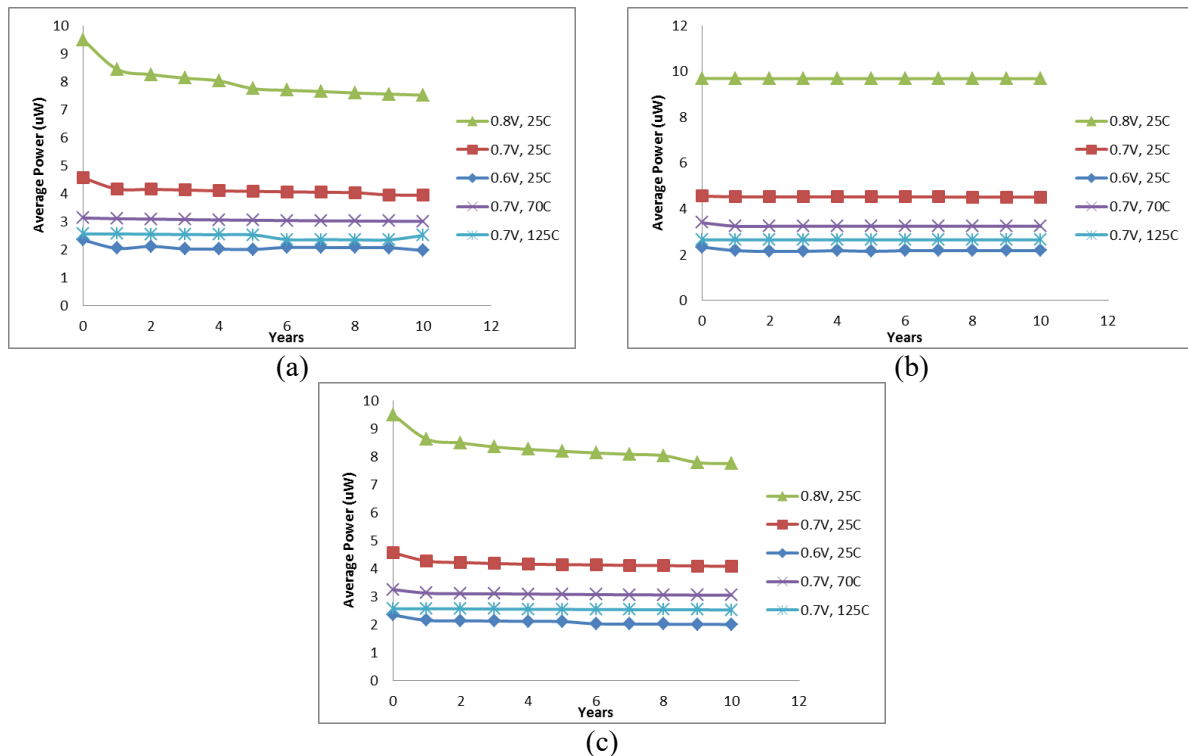 10
9
8
7
6
5
4
3
2
1
0
Average Power (uW)
0 2 4 6 8 10 12
Years
0.8V, 25C
0.7V, 25C
0.6V, 25C
0.7V, 70C
0.7V, 125C
(a)
12
10
8
6
4
2
0
Average Power (uW)
0 2 4 6 8 10 12
Years
0.8V, 25C
0.7V, 25C
0.6V, 25C
0.7V, 70C
0.7V, 125C
(b)
10
9
8
7
6
5
4
3
2
1
0
Average Power (uW)
0 2 4 6 8 10 12
Years
0.8V, 25C
0.7V, 25C
0.6V, 25C
0.7V, 70C
0.7V, 125C
(c)